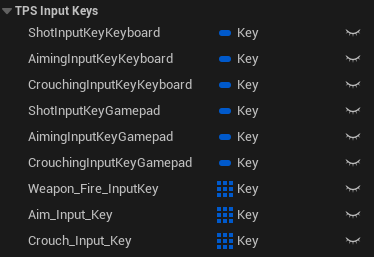 TPS Input Keys
ShotInputKeyKeyboard Key
AimingInputKeyKeyboard Key
CrouchingInputKeyKeyboard Key
ShotInputKeyGamepad Key
AimingInputKeyGamepad Key
CrouchingInputKeyGamepad Key
Weapon_Fire_InputKey Key
Aim_Input_Key Key
Crouch_Input_Key Key